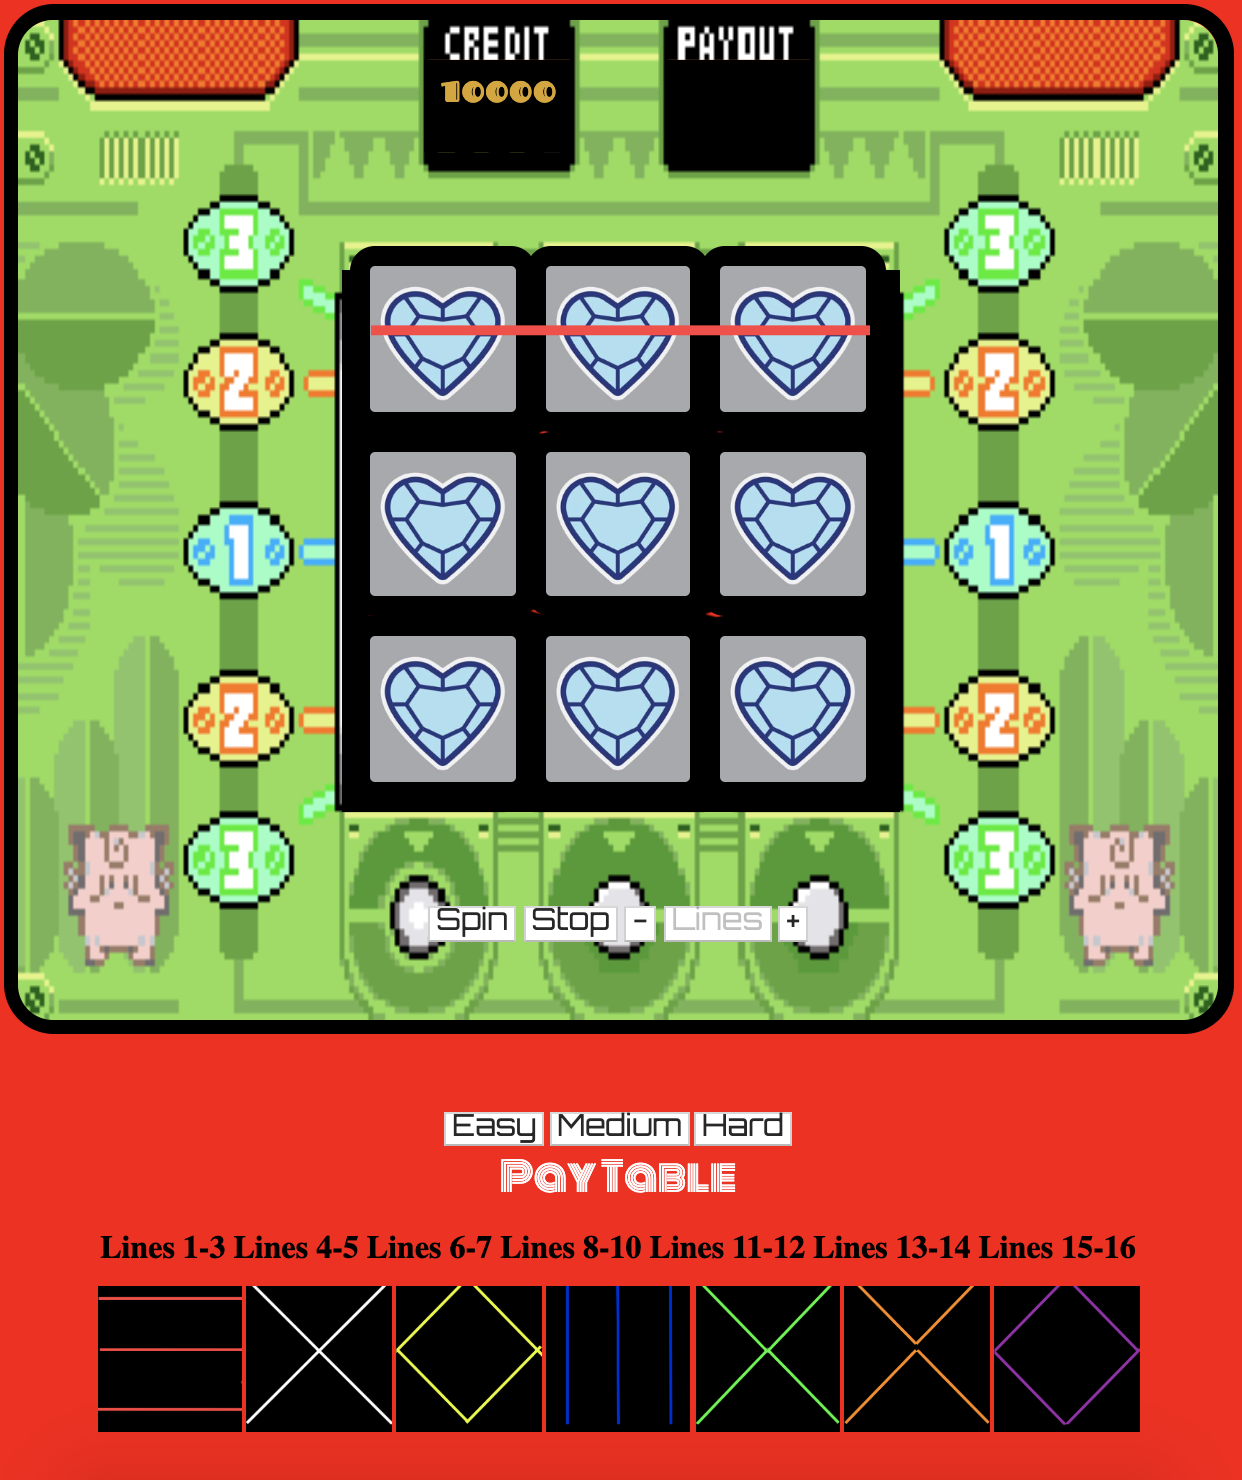 CREDIT PAYOUT
10000
3 3
2 2
1 1
2 2
3 3
Spin Stop - Lines +
Easy Medium Hard
PayTable
Lines 1-3 Lines 4-5 Lines 6-7 Lines 8-10 Lines 11-12 Lines 13-14 Lines 15-16